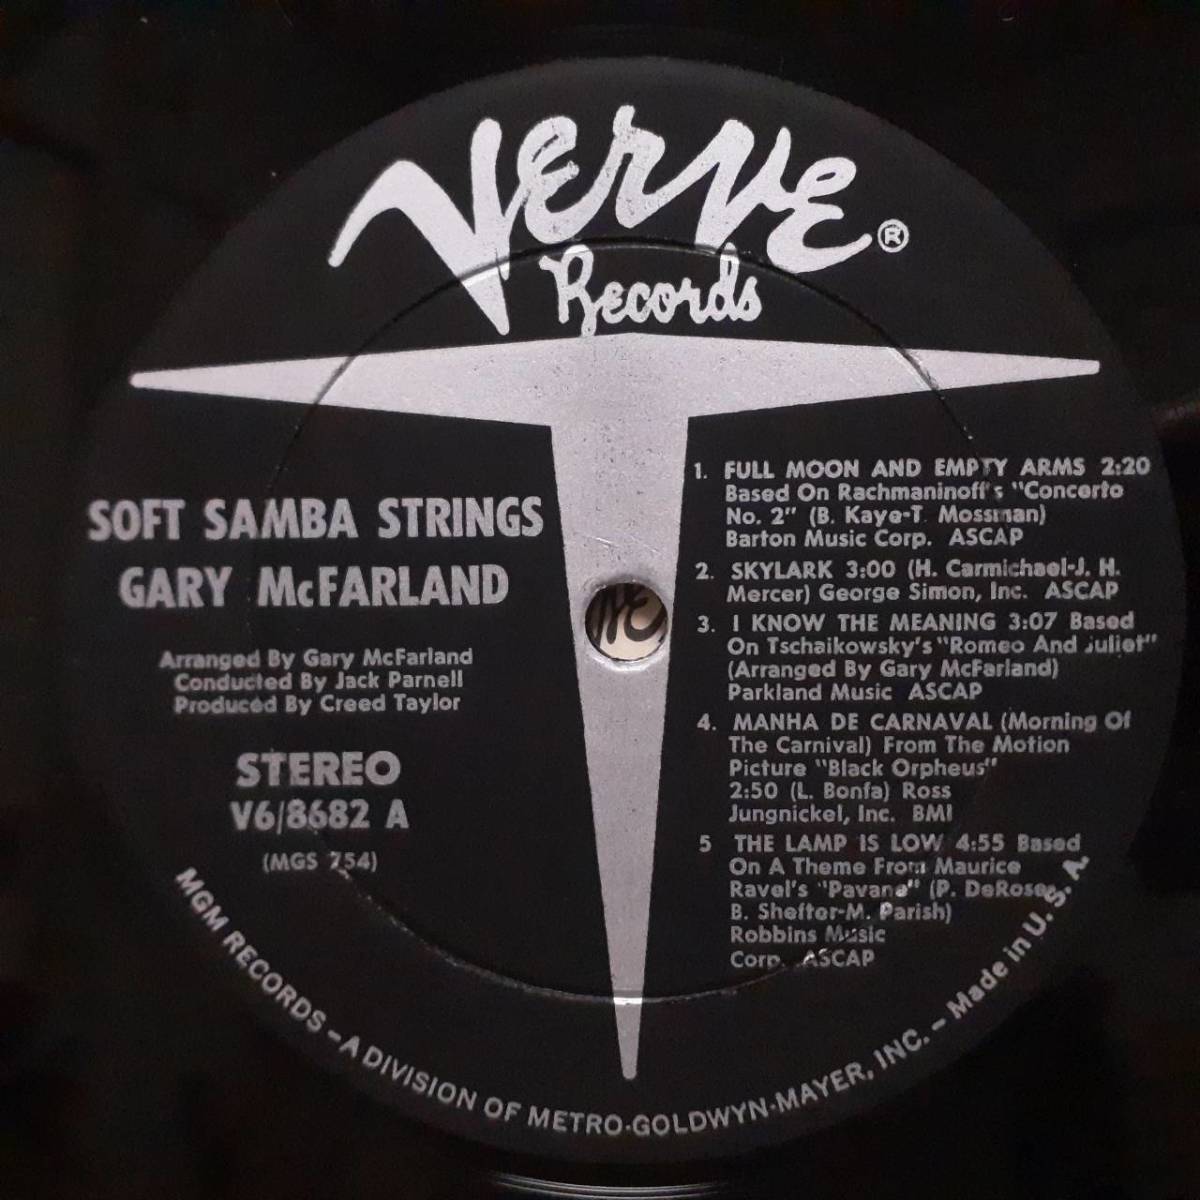 Verve®
Records
SOFT SAMBA STRINGS
GARY McFARLAND
Arranged By Gary McFarland
Conducted By Jack Parnell
Produced By Creed Taylor
STEREO
V6/8682 A
(MGS 754)
1. FULL MOON AND EMPTY ARMS 2:20
Based On Rachmaninoff's "Concerto
No. 2" (B. Kaye-T. Mossman)
Barton Music Corp. ASCAP
2. SKYLARK 3:00 (H. Carmichael-J. H.
Mercer) George Simon, Inc. ASCAP
3. I KNOW THE MEANING 3:07 Based
On Tschaikowsky's "Romeo And Juliet"
(Arranged By Gary McFarland)
Parkland Music ASCAP
4. MANHA DE CARNAVAL (Morning Of
The Carnival) From The Motion
Picture "Black Orpheus"
2:50 (L. Bonfa) Ross
Jungnickel, Inc. BMI
5 THE LAMP IS LOW 4:55 Based
On A Theme From Maurice
Ravel's "Pavane" (P. DeRose-
B. Shefter-M. Parish)
Robbins Music
Corp. ASCAP
MGM RECORDS – A DIVISION OF METRO-GOLDWYN-MAYER, INC. – Made in U. S. A.